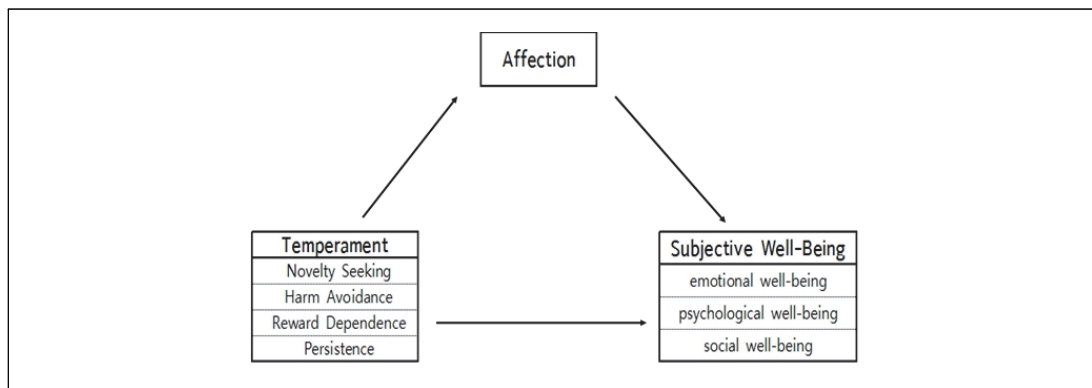 Affection
Temperament
Novelty Seeking
Harm Avoidance
Reward Dependence
Persistence
Subjective Well-Being
emotional well-being
psychological well-being
social well-being